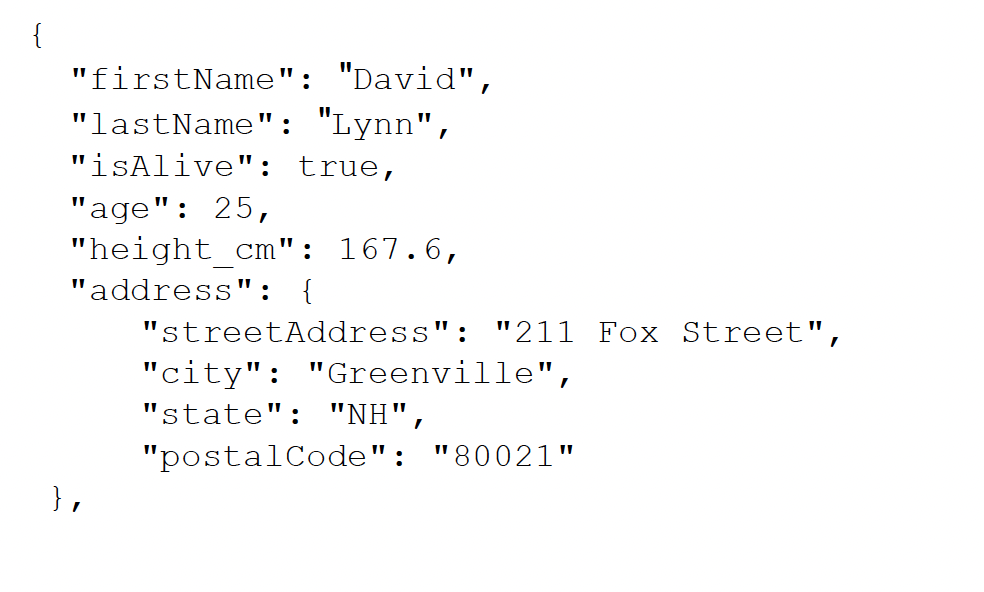 {
"firstName": "David",
"lastName": "Lynn",
"isAlive": true,
"age": 25,
"height_cm": 167.6,
"address": {
"streetAddress": "211 Fox Street",
"city": "Greenville",
"state": "NH",
"postalCode": "80021"
},